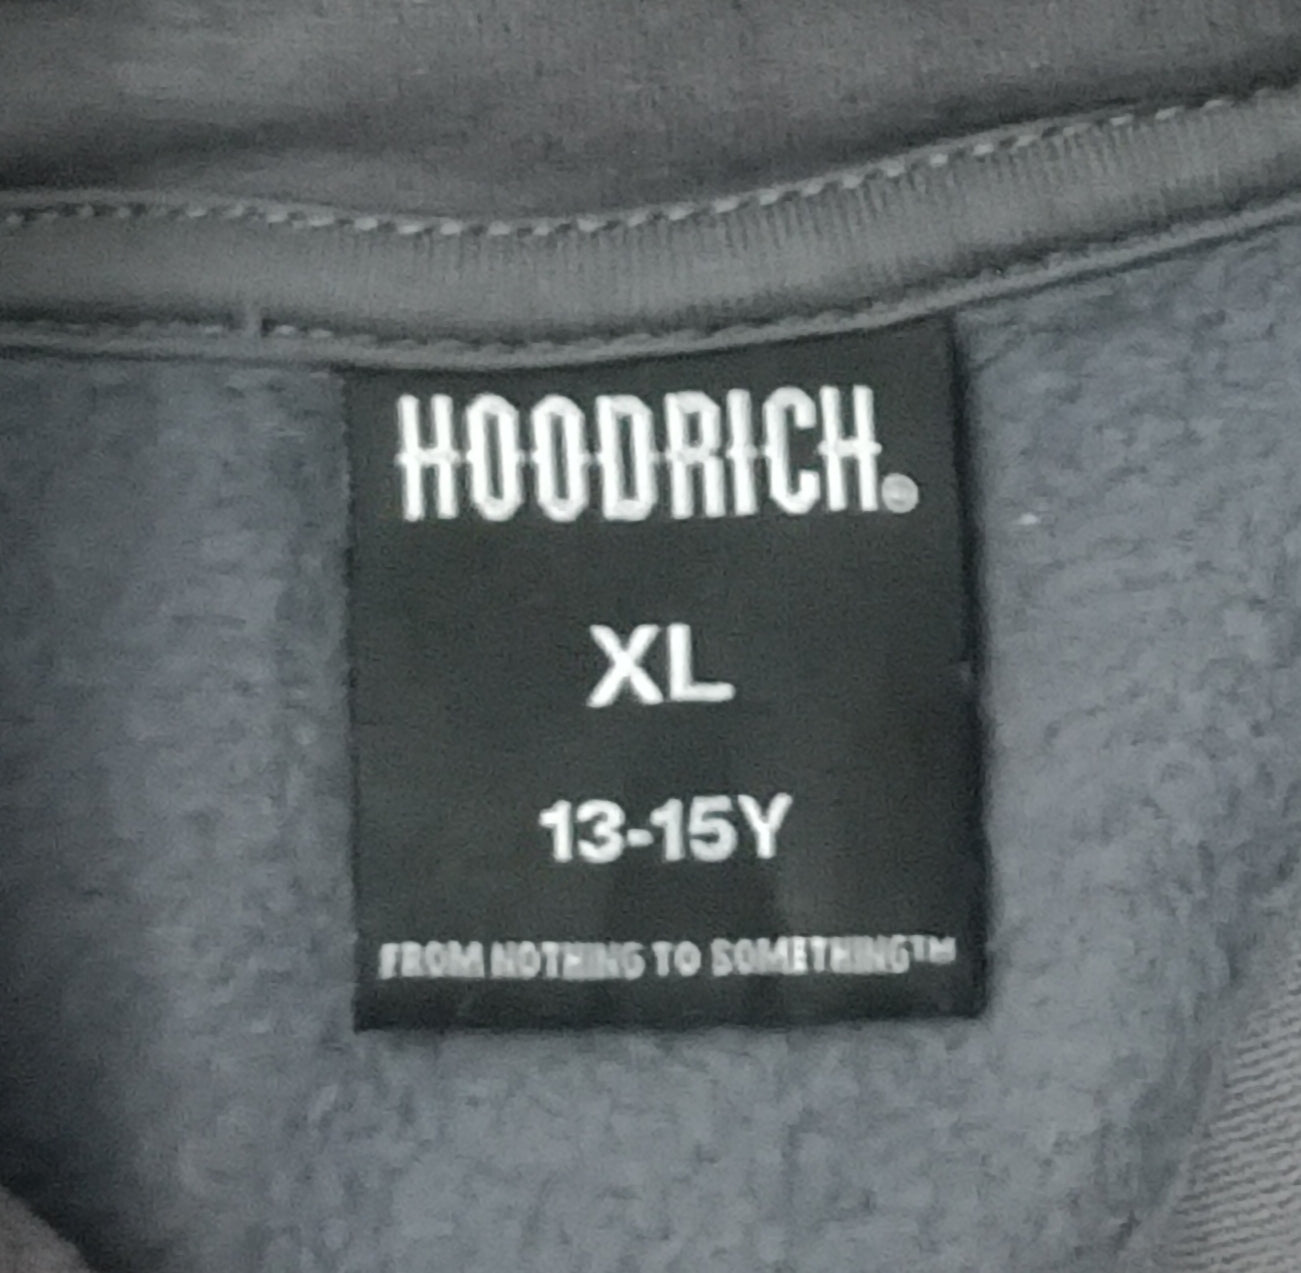 HOODRICH®
XL
13-15Y
FROM NOTHING TO SOMETHING™